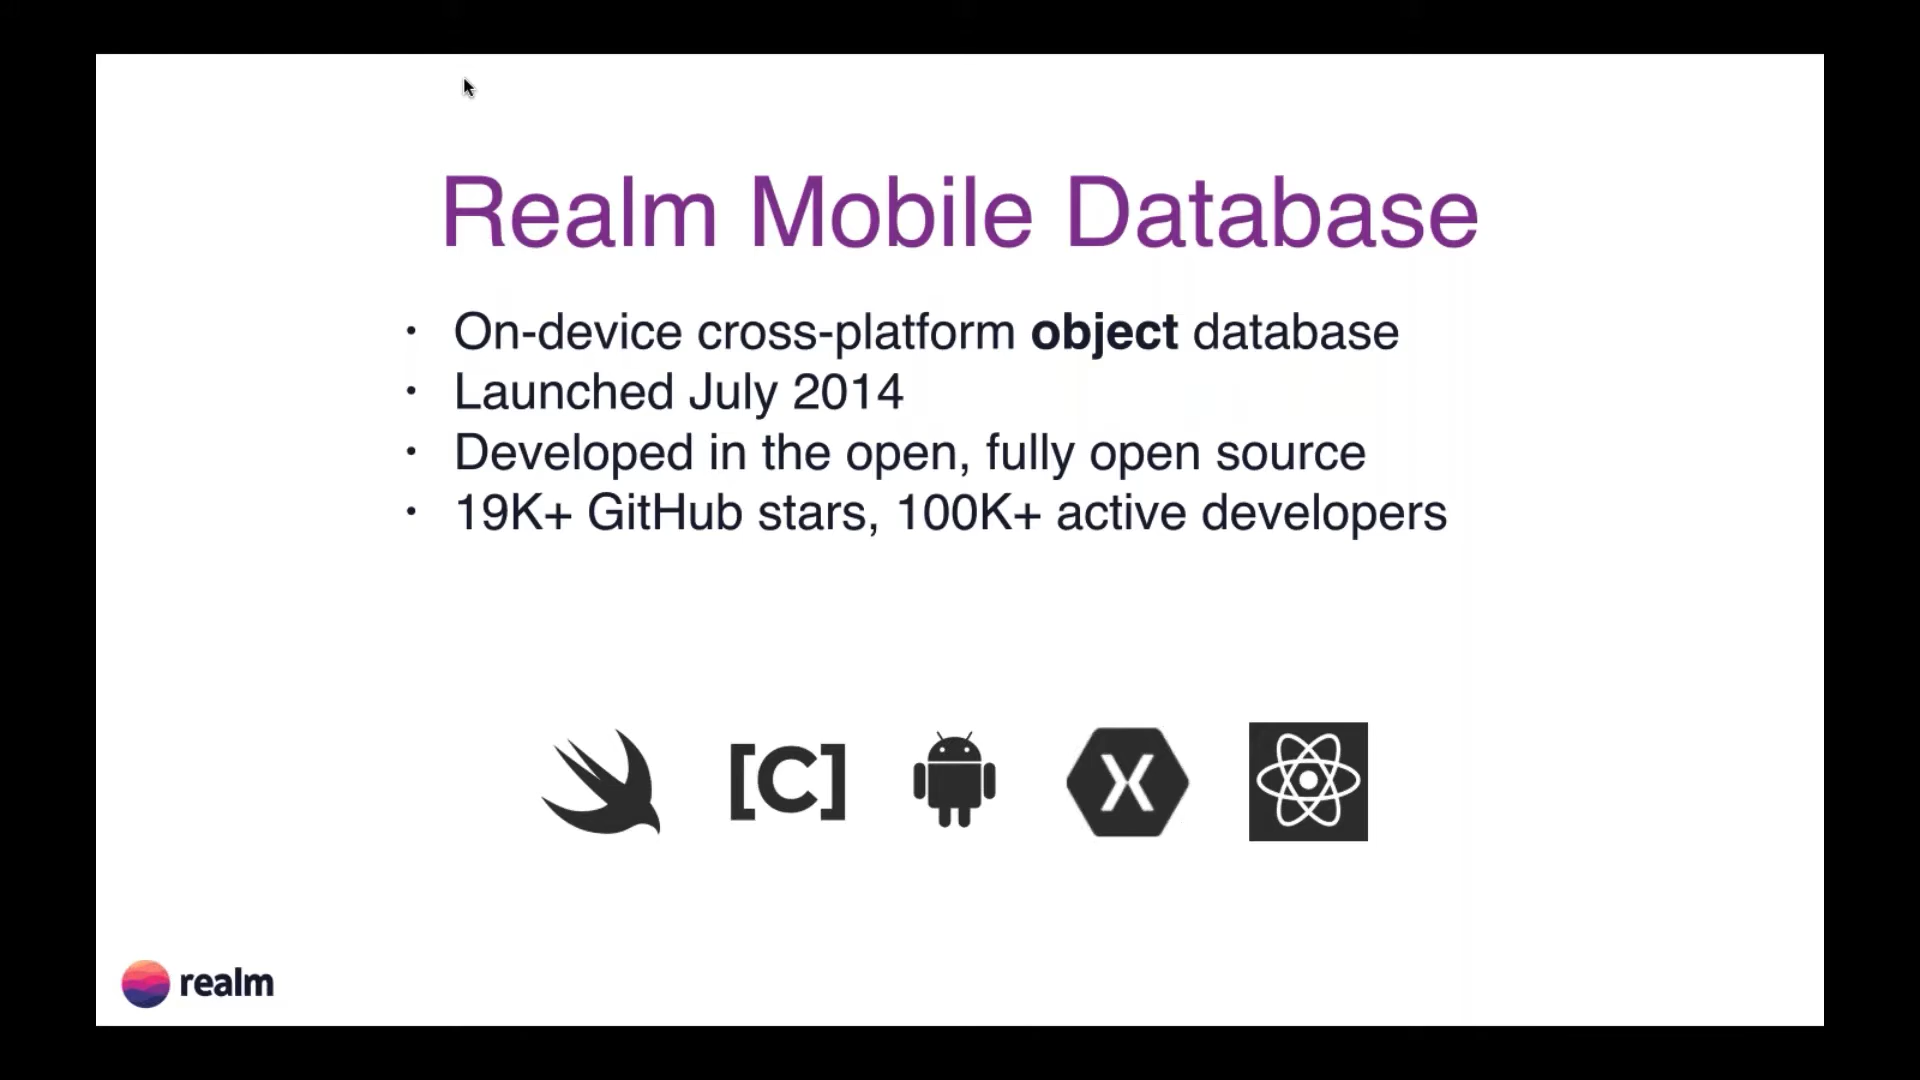 Realm Mobile Database
• On-device cross-platform object database
• Launched July 2014
• Developed in the open, fully open source
• 19K+ GitHub stars, 100K+ active developers
[C]
X
realm